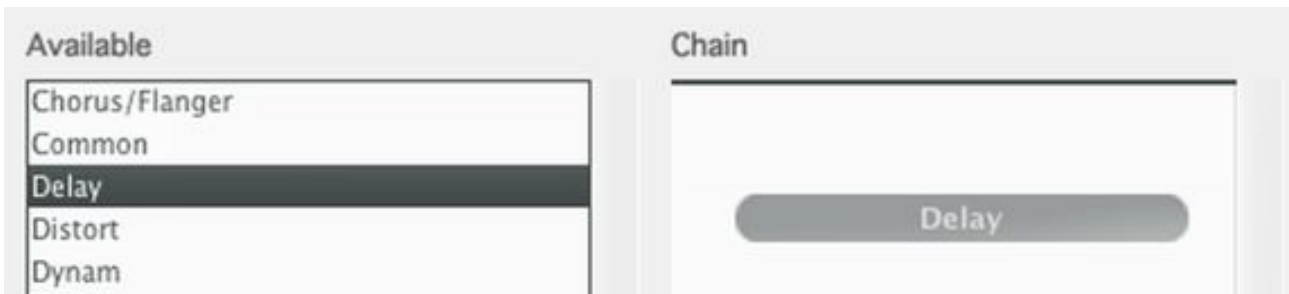 Available
Chain
Chorus/Flanger
Common
Delay
Delay
Distort
Dynam